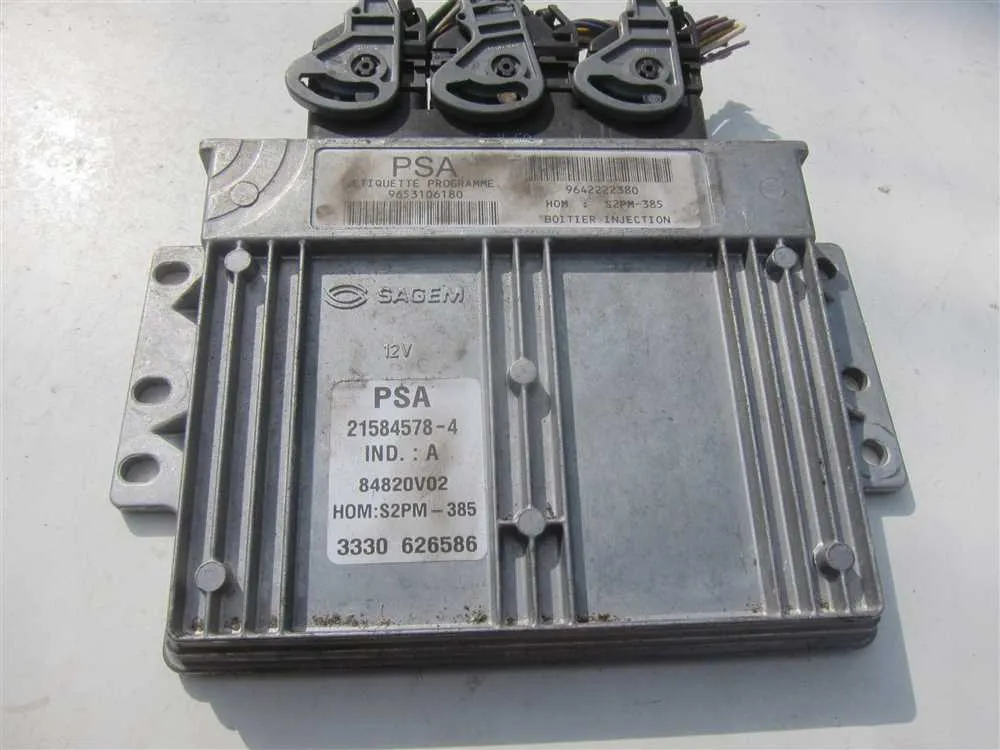 PSA
ETIQUETTE PROGRAMME
9653106180
9642222380
HOM : S2PM-385
BOITIER INJECTION
SAGEM
12V
PSA
21584578-4
IND. : A
84820V02
HOM:S2PM-385
3330 626586